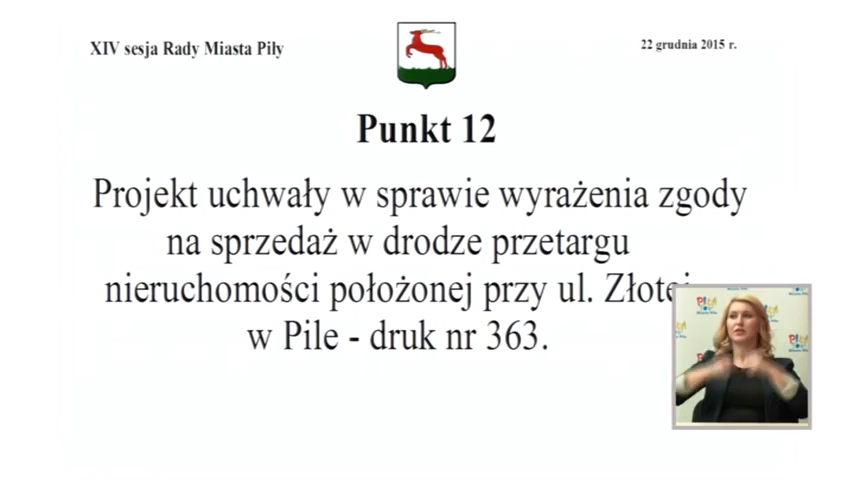 XIV sesja Rady Miasta Piły
22 grudnia 2015 r.
Punkt 12
Projekt uchwały w sprawie wyrażenia zgody
na sprzedaż w drodze przetargu
nieruchomości położonej przy ul. Złotej
w Pile - druk nr 363.